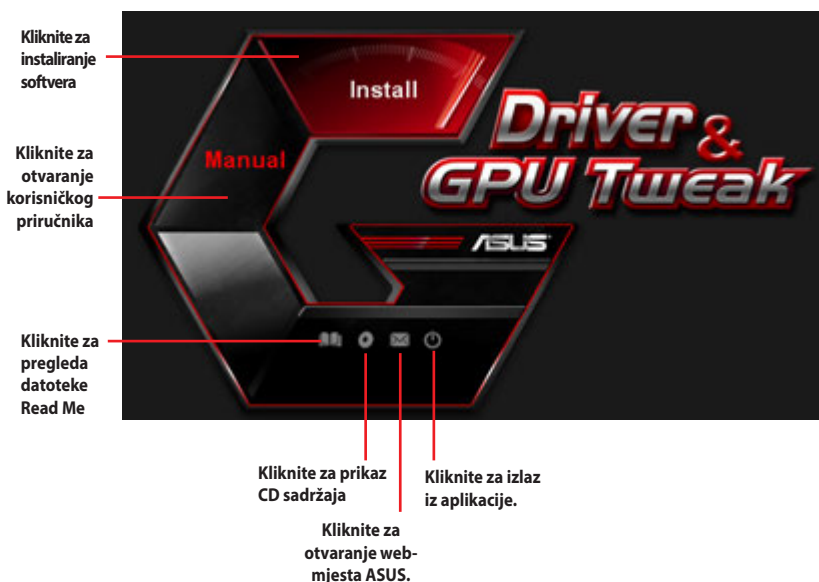 Kliknite za
instaliranje
softvera
Install
Driver &
GPU Tweak
Manual
Kliknite za
otvaranje
korisničkog
priručnika
ASUS
Kliknite za
pregleda
datoteke
Read Me
Kliknite za prikaz
CD sadržaja
Kliknite za izlaz
iz aplikacije.
Kliknite za
otvaranje web-
mjesta ASUS.